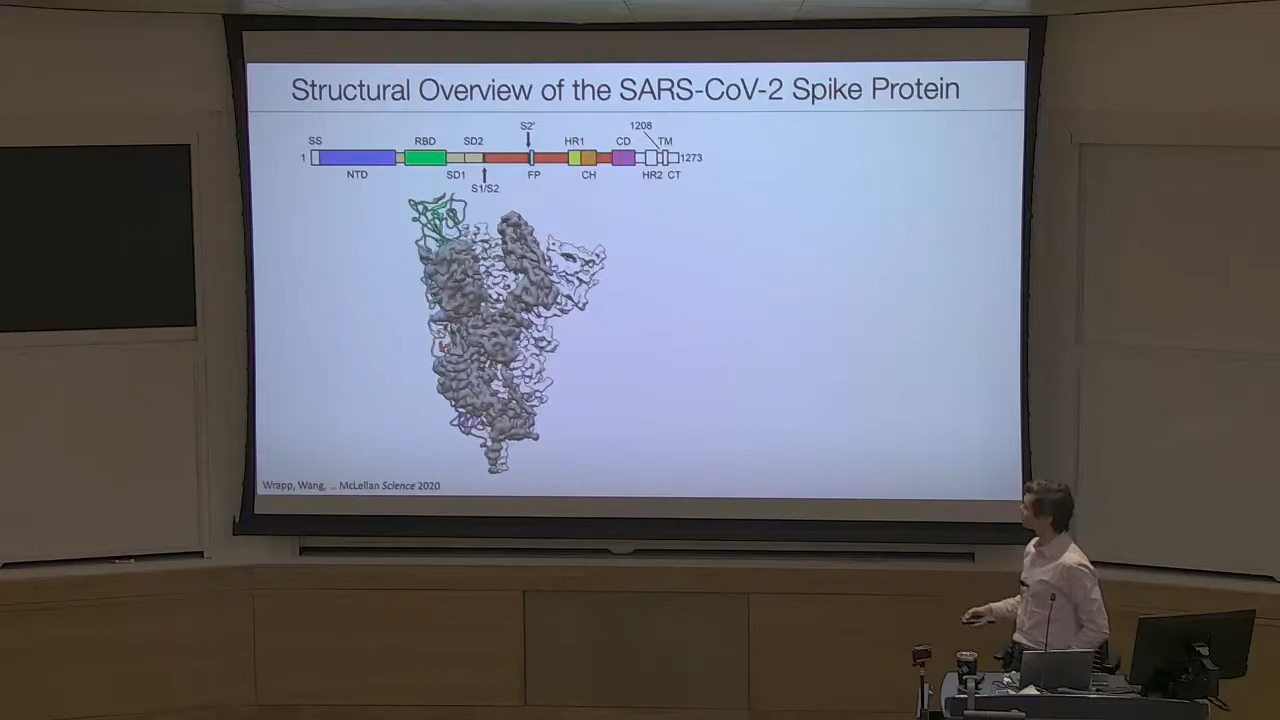 Structural Overview of the SARS-CoV-2 Spike Protein
S2' 1208
SS RBD SD2 HR1 CD TM
1 1273
NTD SD1 FP CH HR2 CT
S1/S2
Wrapp, Wang, ... McLellan Science 2020